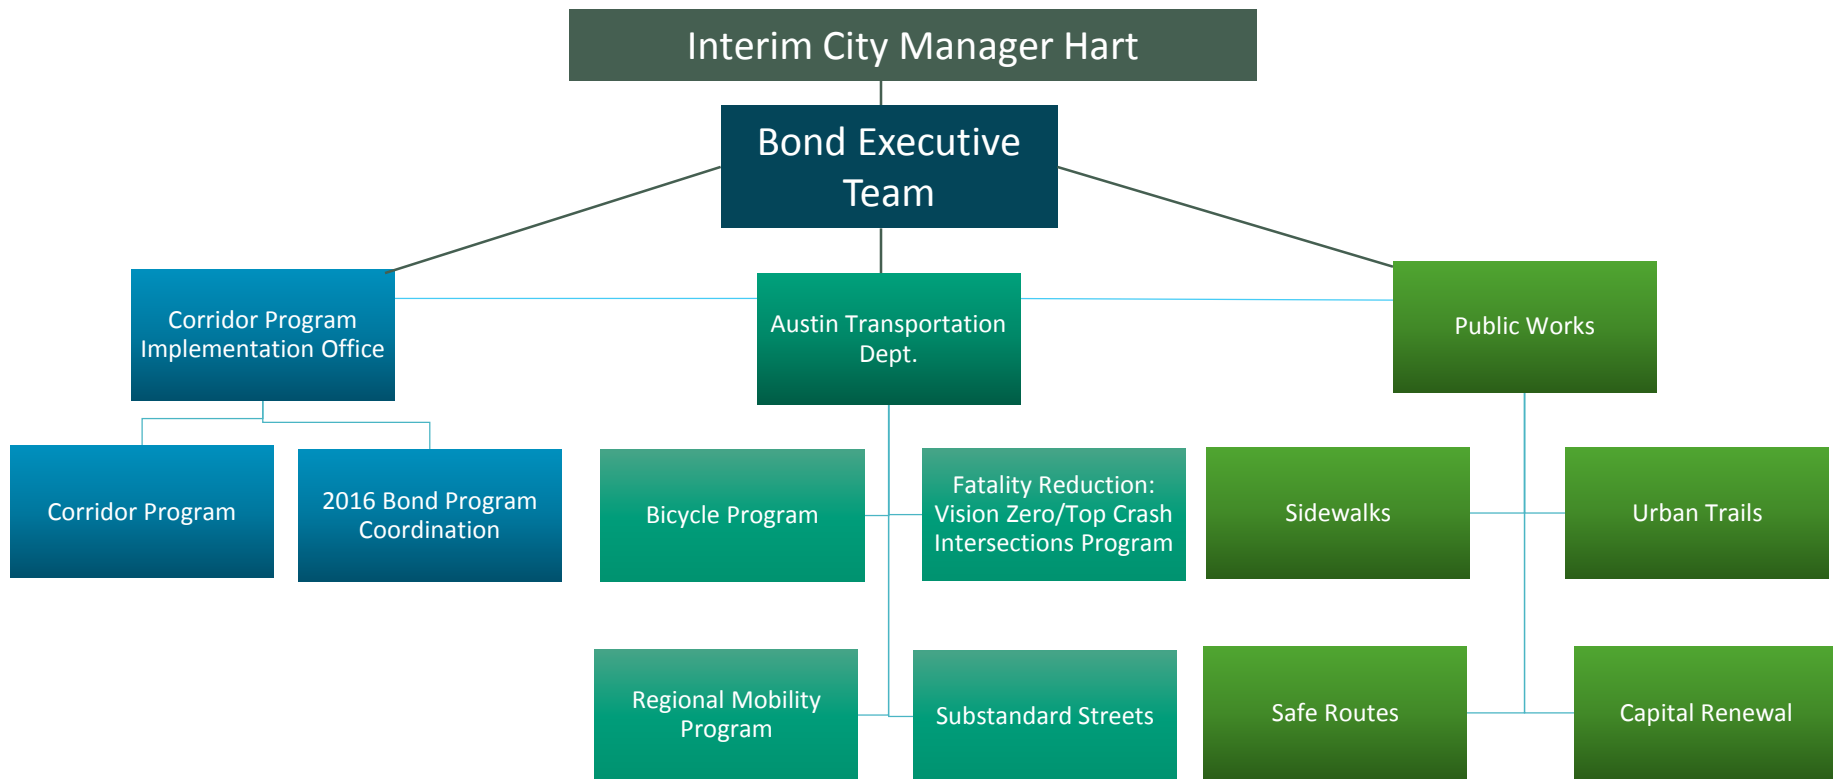 Interim City Manager Hart
Bond Executive
Team
Corridor Program
Implementation Office
Austin Transportation
Dept.
Public Works
Corridor Program
2016 Bond Program
Coordination
Bicycle Program
Fatality Reduction:
Vision Zero/Top Crash
Intersections Program
Sidewalks
Urban Trails
Regional Mobility
Program
Substandard Streets
Safe Routes
Capital Renewal